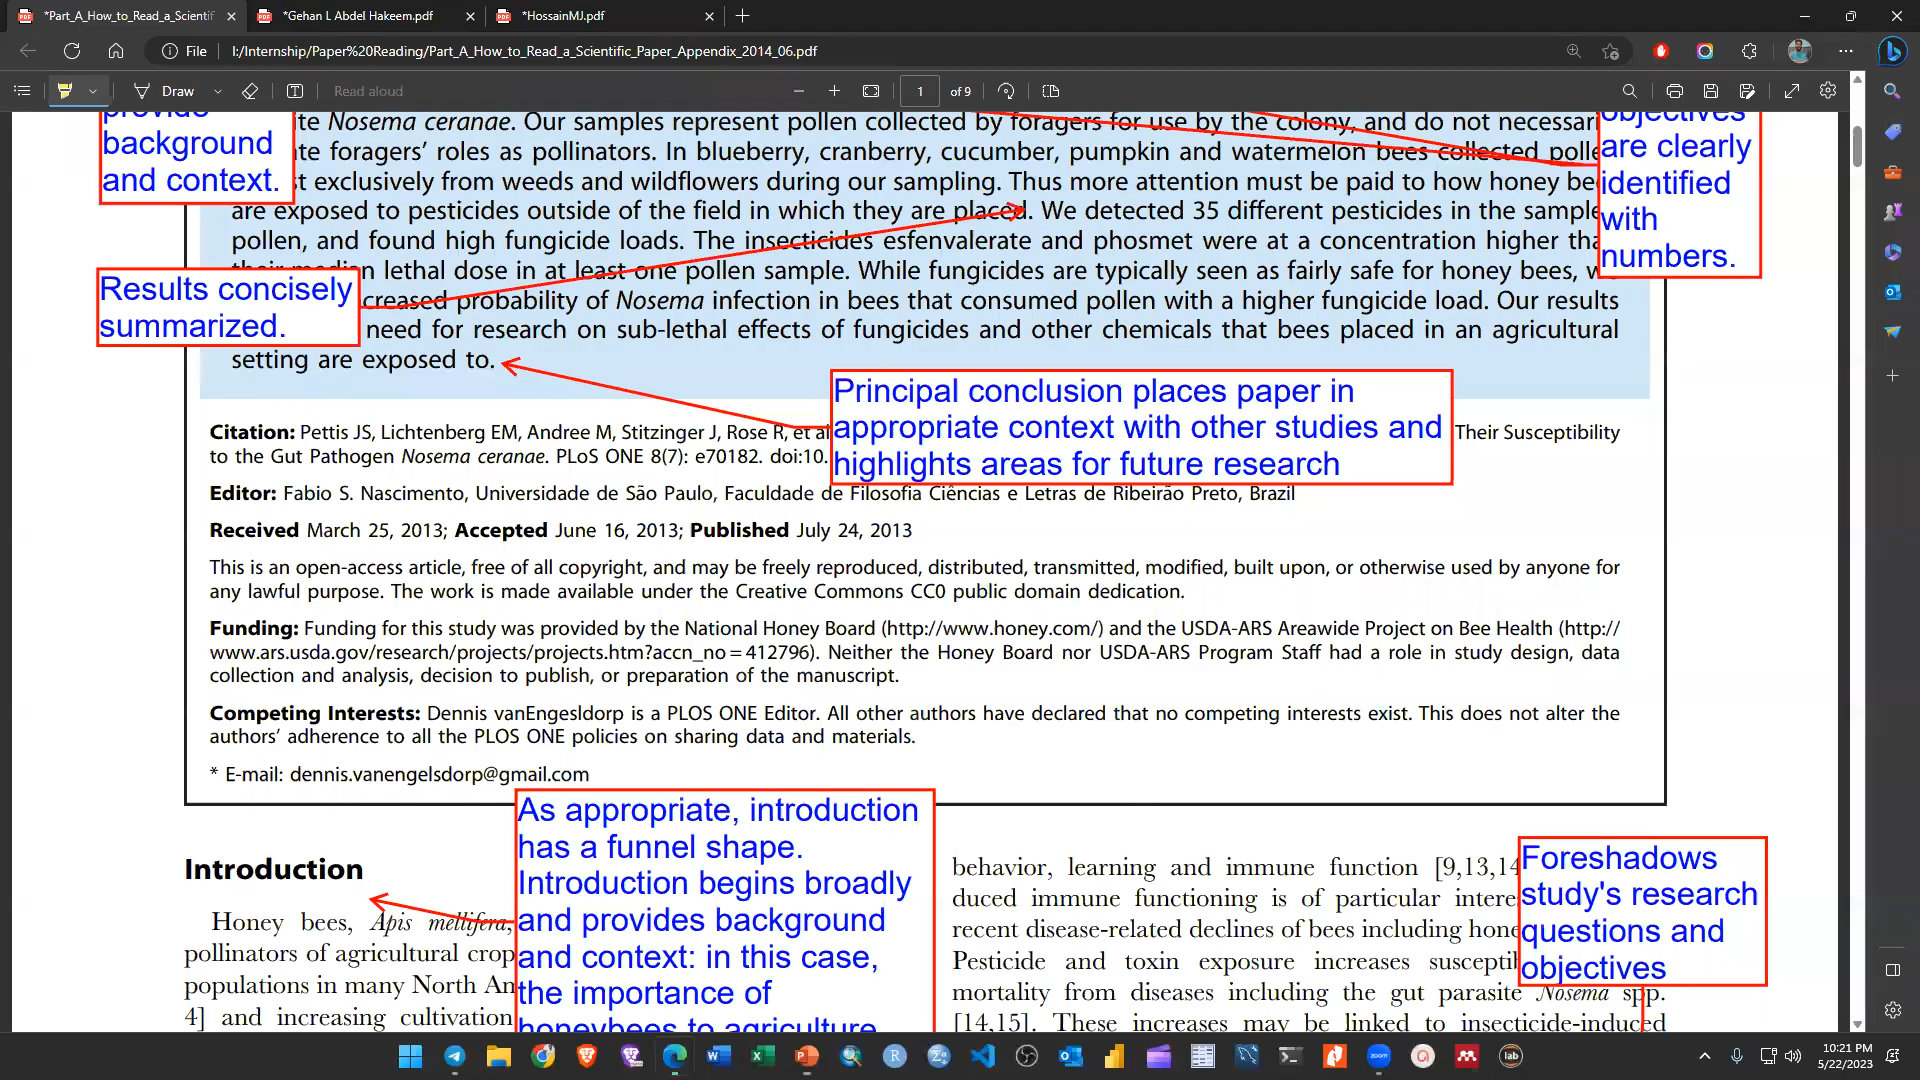 *Part_A_How_to_Read_a_Scientif
*Gehan L Abdel Hakeem.pdf
*HossainMJ.pdf
File
I:/Internship/Paper%20Reading/Part_A_How_to_Read_a_Scientific_Paper_Appendix_2014_06.pdf
Draw
Read aloud
1
of 9
provide
background
and context.
Nosema ceranae. Our samples represent pollen collected by foragers for use by the colony, and do not necessari
foragers' roles as pollinators. In blueberry, cranberry, cucumber, pumpkin and watermelon bees collected polle
exclusively from weeds and wildflowers during our sampling. Thus more attention must be paid to how honey be
are exposed to pesticides outside of the field in which they are placed. We detected 35 different pesticides in the sample
pollen, and found high fungicide loads. The insecticides esfenvalerate and phosmet were at a concentration higher tha
their median lethal dose in at least one pollen sample. While fungicides are typically seen as fairly safe for honey bees, w
creased probability of Nosema infection in bees that consumed pollen with a higher fungicide load. Our results
need for research on sub-lethal effects of fungicides and other chemicals that bees placed in an agricultural
setting are exposed to.
objectives
are clearly
identified
with
numbers.
Results concisely
summarized.
Principal conclusion places paper in
appropriate context with other studies and
highlights areas for future research
Citation: Pettis JS, Lichtenberg EM, Andree M, Stitzinger J, Rose R, et al
Their Susceptibility
to the Gut Pathogen Nosema ceranae. PLoS ONE 8(7): e70182. doi:10.
Editor: Fabio S. Nascimento, Universidade de São Paulo, Faculdade de Filosofia Ciências e Letras de Ribeirão Preto, Brazil
Received March 25, 2013; Accepted June 16, 2013; Published July 24, 2013
This is an open-access article, free of all copyright, and may be freely reproduced, distributed, transmitted, modified, built upon, or otherwise used by anyone for
any lawful purpose. The work is made available under the Creative Commons CC0 public domain dedication.
Funding: Funding for this study was provided by the National Honey Board (http://www.honey.com/) and the USDA-ARS Areawide Project on Bee Health (http://
www.ars.usda.gov/research/projects/projects.htm?accn_no=412796). Neither the Honey Board nor USDA-ARS Program Staff had a role in study design, data
collection and analysis, decision to publish, or preparation of the manuscript.
Competing Interests: Dennis vanEngesldorp is a PLOS ONE Editor. All other authors have declared that no competing interests exist. This does not alter the
authors' adherence to all the PLOS ONE policies on sharing data and materials.
* E-mail: dennis.vanengelsdorp@gmail.com
As appropriate, introduction
has a funnel shape.
Introduction begins broadly
and provides background
and context: in this case,
the importance of
honeybees to agriculture
Introduction
Honey bees, Apis mellifera,
pollinators of agricultural crop
populations in many North An
4] and increasing cultivation
behavior, learning and immune function [9,13,14
duced immune functioning is of particular intere
recent disease-related declines of bees including hone
Pesticide and toxin exposure increases susceptib
mortality from diseases including the gut parasite Nosema spp.
[14,15]. These increases may be linked to insecticide-induced
Foreshadows
study's research
questions and
objectives
zoom
lab
10:21 PM
5/22/2023